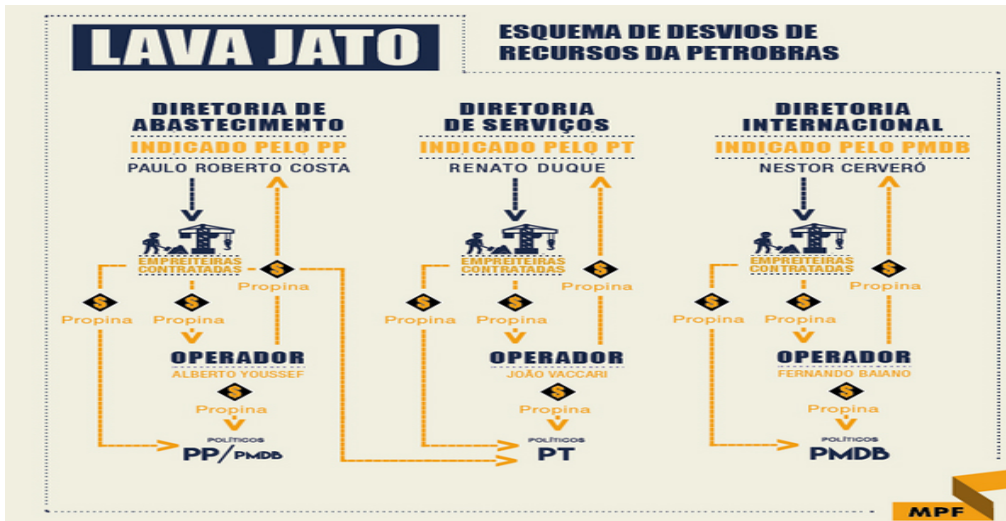 LAVA JATO
ESQUEMA DE DESVIOS DE
RECURSOS DA PETROBRAS
DIRETORIA DE
ABASTECIMENTO
INDICADO PELO PP
PAULO ROBERTO COSTA
EMPREITEIRAS
CONTRATADAS
$
Propina
$
Propina
$
Propina
OPERADOR
ALBERTO YOUSSEF
$
Propina
POLÍTICOS
PP/PMDB
DIRETORIA
DE SERVIÇOS
INDICADO PELO PT
RENATO DUQUE
EMPREITEIRAS
CONTRATADAS
$
Propina
$
Propina
$
Propina
OPERADOR
JOÃO VACCARI
$
Propina
POLÍTICOS
PT
DIRETORIA
INTERNACIONAL
INDICADO PELO PMDB
NESTOR CERVERÓ
EMPREITEIRAS
CONTRATADAS
$
Propina
$
Propina
$
Propina
OPERADOR
FERNANDO BAIANO
$
Propina
POLÍTICOS
PMDB
MPF